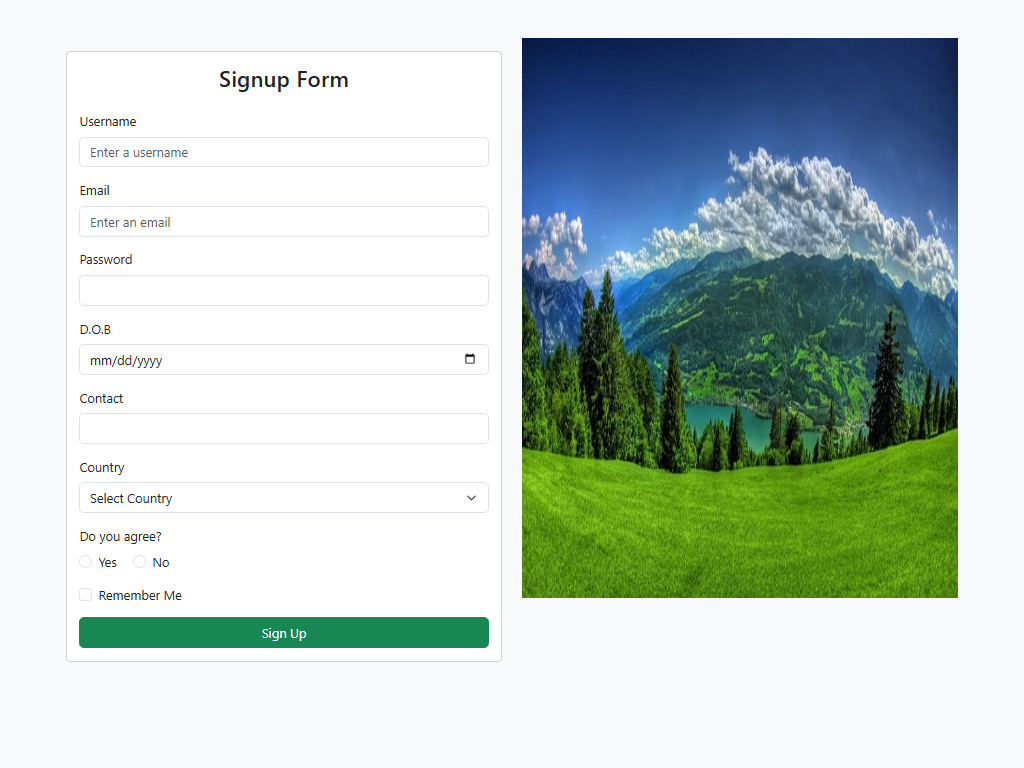 Signup Form
Username
Enter a username
Email
Enter an email
Password
D.O.B
mm/dd/yyyy
Contact
Country
Select Country
Do you agree?
Yes No
Remember Me
Sign Up